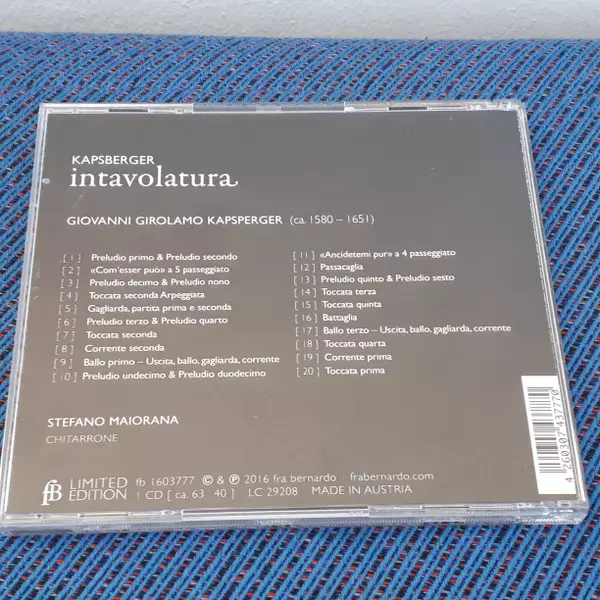 KAPSBERGER
intavolatura
GIOVANNI GIROLAMO KAPSPERGER (ca. 1580 – 1651)
[ 1 ] Preludio primo & Preludio secondo
[ 2 ] «Com'esser può» a 5 passeggiato
[ 3 ] Preludio decimo & Preludio nono
[ 4 ] Toccata seconda Arpeggiata
[ 5 ] Gagliarda, partita prima e seconda
[ 6 ] Preludio terzo & Preludio quarto
[ 7 ] Toccata seconda
[ 8 ] Corrente seconda
[ 9 ] Ballo primo – Uscita, ballo, gagliarda, corrente
[ 10 ] Preludio undecimo & Preludio duodecimo
[ 11 ] «Ancidetemi pur» a 4 passeggiato
[ 12 ] Passacaglia
[ 13 ] Preludio quinto & Preludio sesto
[ 14 ] Toccata terza
[ 15 ] Toccata quinta
[ 16 ] Battaglia
[ 17 ] Ballo terzo – Uscita, ballo, gagliarda, corrente
[ 18 ] Toccata quarta
[ 19 ] Corrente prima
[ 20 ] Toccata prima
STEFANO MAIORANA
CHITARRONE
fB LIMITED EDITION
fb 1603777 © & ℗ 2016 fra bernardo frabernardo.com
1 CD [ ca. 63 40 ] LC 29208 MADE IN AUSTRIA
4 260307 437770